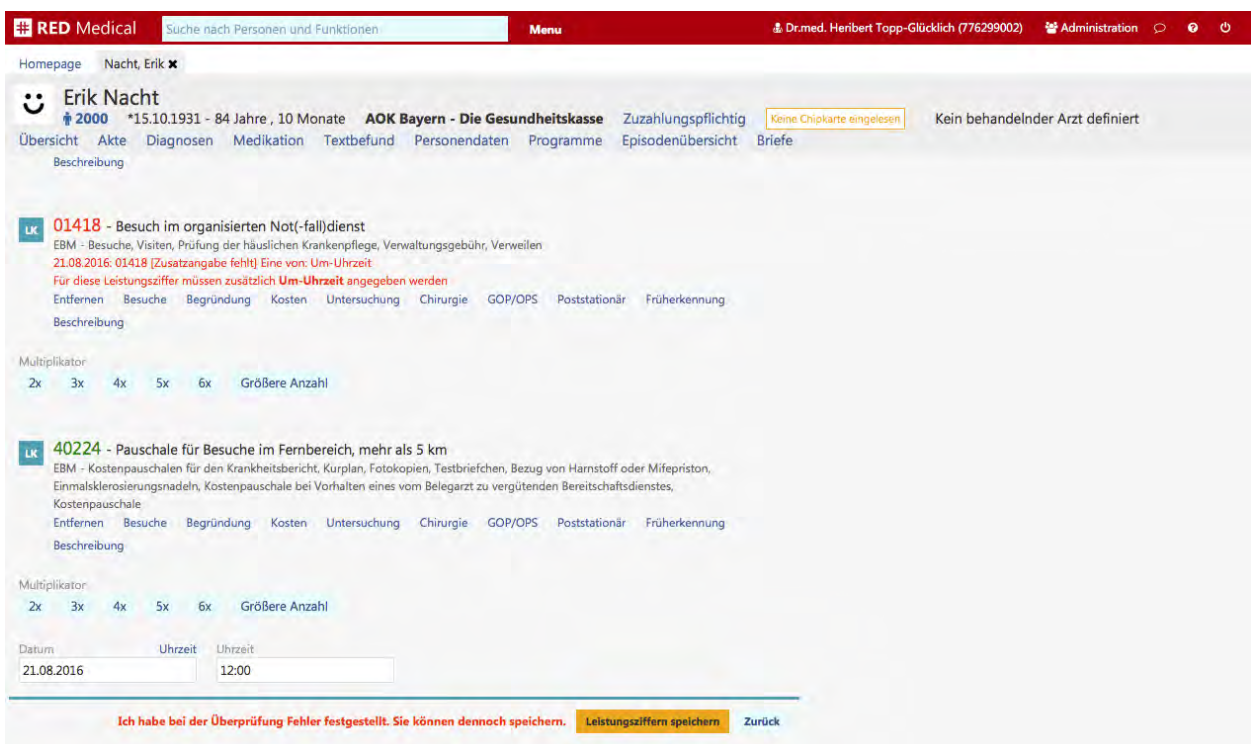 RED Medical Suche nach Personen und Funktionen Menu Dr.med. Heribert Topp-Glücklich (776299002) Administration
Homepage Nacht, Erik ✖
Erik Nacht
2000 *15.10.1931 - 84 Jahre , 10 Monate AOK Bayern - Die Gesundheitskasse Zuzahlungspflichtig Keine Chipkarte eingelesen Kein behandelnder Arzt definiert
Übersicht Akte Diagnosen Medikation Textbefund Personendaten Programme Episodenübersicht Briefe
Beschreibung
LK 01418 - Besuch im organisierten Not(-fall)dienst
EBM - Besuche, Visiten, Prüfung der häuslichen Krankenpflege, Verwaltungsgebühr, Verweilen
21.08.2016: 01418 [Zusatzangabe fehlt] Eine von: Um-Uhrzeit
Für diese Leistungsziffer müssen zusätzlich Um-Uhrzeit angegeben werden
Entfernen Besuche Begründung Kosten Untersuchung Chirurgie GOP/OPS Poststationär Früherkennung
Beschreibung
Multiplikator
2x 3x 4x 5x 6x Größere Anzahl
LK 40224 - Pauschale für Besuche im Fernbereich, mehr als 5 km
EBM - Kostenpauschalen für den Krankheitsbericht, Kurplan, Fotokopien, Testbriefchen, Bezug von Harnstoff oder Mifepriston,
Einmalsklerosierungsnadeln, Kostenpauschale bei Vorhalten eines vom Belegarzt zu vergütenden Bereitschaftsdienstes,
Kostenpauschale
Entfernen Besuche Begründung Kosten Untersuchung Chirurgie GOP/OPS Poststationär Früherkennung
Beschreibung
Multiplikator
2x 3x 4x 5x 6x Größere Anzahl
Datum Uhrzeit Uhrzeit
21.08.2016 12:00
Ich habe bei der Überprüfung Fehler festgestellt. Sie können dennoch speichern. Leistungsziffern speichern Zurück